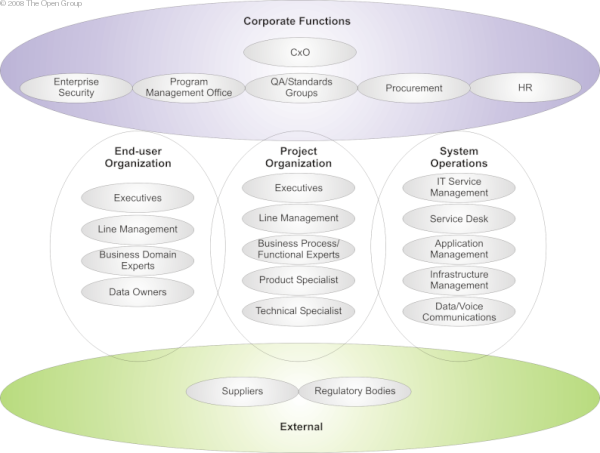 © 2008 The Open Group
Corporate Functions
CxO
Enterprise
Security
Program
Management Office
QA/Standards
Groups
Procurement
HR
End-user
Organization
Executives
Line Management
Business Domain
Experts
Data Owners
Project
Organization
Executives
Line Management
Business Process/
Functional Experts
Product Specialist
Technical Specialist
System
Operations
IT Service
Management
Service Desk
Application
Management
Infrastructure
Management
Data/Voice
Communications
Suppliers
Regulatory Bodies
External